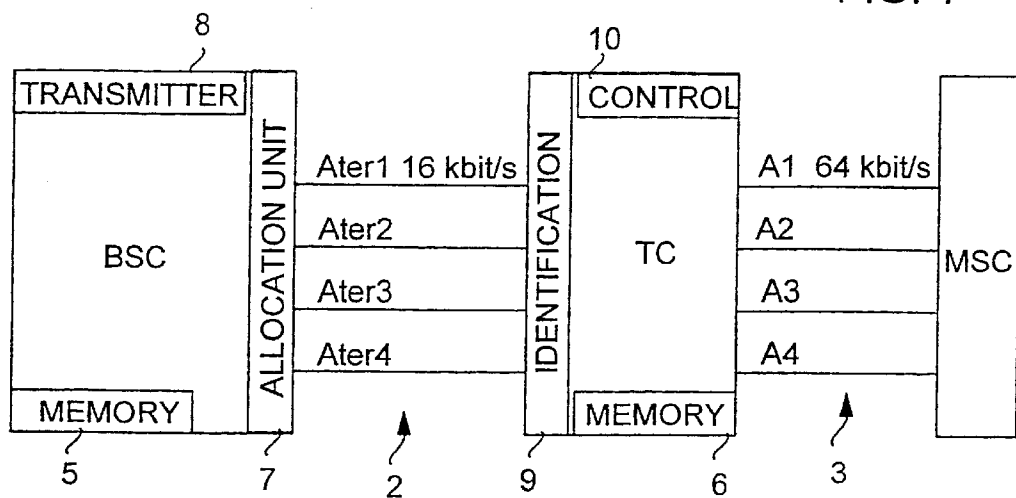 8
10
TRANSMITTER
CONTROL
ALLOCATION UNIT
IDENTIFICATION
Ater1 16 kbit/s
A1 64 kbit/s
Ater2
A2
BSC
TC
MSC
Ater3
A3
Ater4
A4
MEMORY
MEMORY
5
7
2
9
6
3